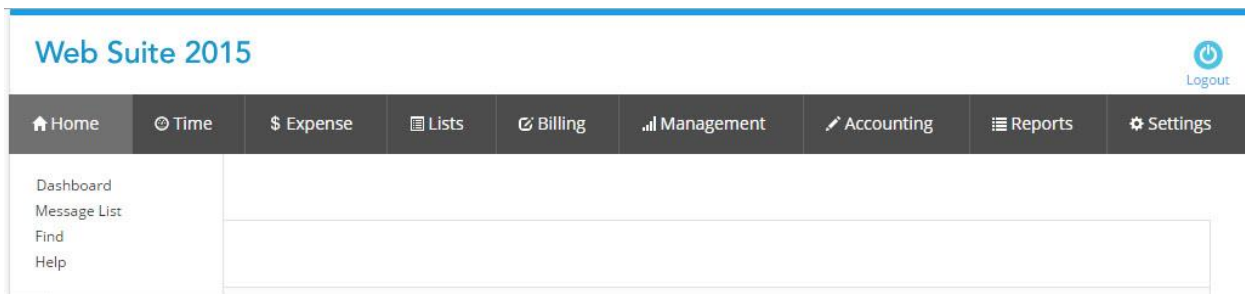 Web Suite 2015
Logout
Home Time $ Expense Lists Billing Management Accounting Reports Settings
Dashboard
Message List
Find
Help